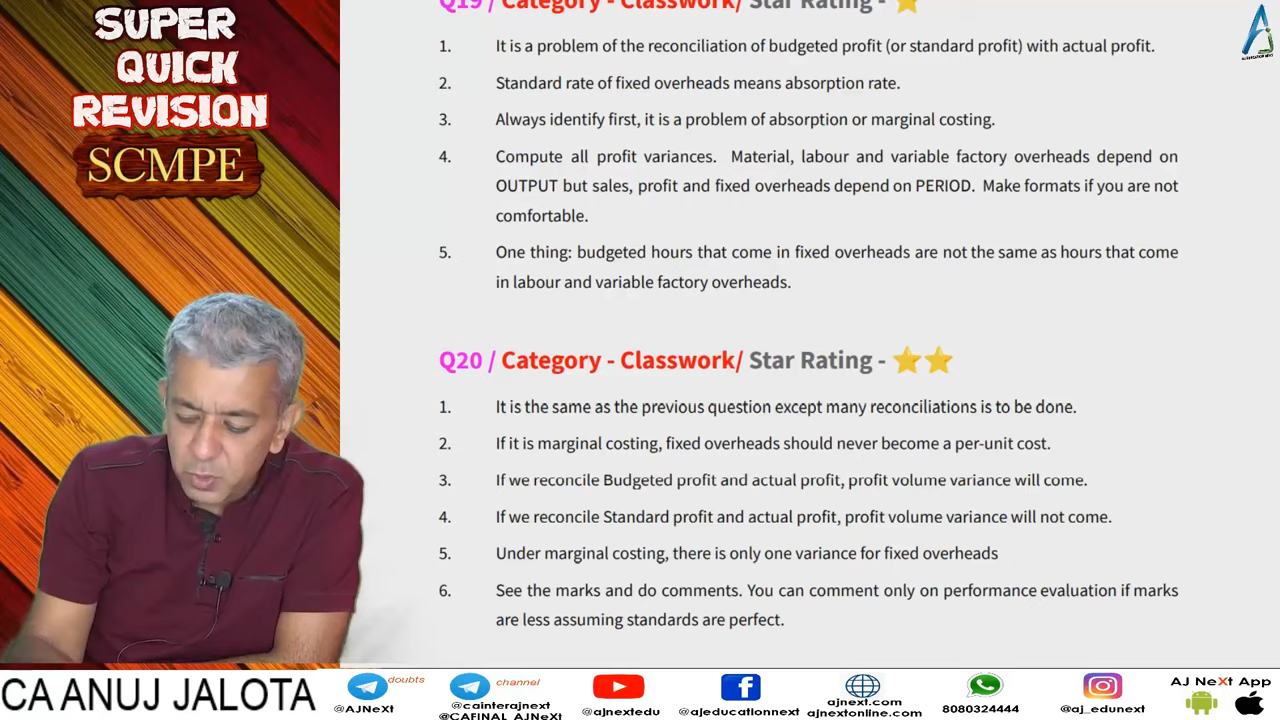 SUPER
QUICK
REVISION
SCMPE
Q19 / Category - Classwork/ Star Rating -
1. It is a problem of the reconciliation of budgeted profit (or standard profit) with actual profit.
2. Standard rate of fixed overheads means absorption rate.
3. Always identify first, it is a problem of absorption or marginal costing.
4. Compute all profit variances. Material, labour and variable factory overheads depend on
OUTPUT but sales, profit and fixed overheads depend on PERIOD. Make formats if you are not
comfortable.
5. One thing: budgeted hours that come in fixed overheads are not the same as hours that come
in labour and variable factory overheads.
Q20 / Category - Classwork/ Star Rating -
1. It is the same as the previous question except many reconciliations is to be done.
2. If it is marginal costing, fixed overheads should never become a per-unit cost.
3. If we reconcile Budgeted profit and actual profit, profit volume variance will come.
4. If we reconcile Standard profit and actual profit, profit volume variance will not come.
5. Under marginal costing, there is only one variance for fixed overheads
6. See the marks and do comments. You can comment only on performance evaluation if marks
are less assuming standards are perfect.
CA ANUJ JALOTA
doubts
@AJNeXt
channel
@cainterajnext
@CAFINAL_AJNeXt
@ajnextedu
@ajeducationnext
ajnext.com
ajnextonline.com
8080324444
@aj_edunext
AJ NeXt App